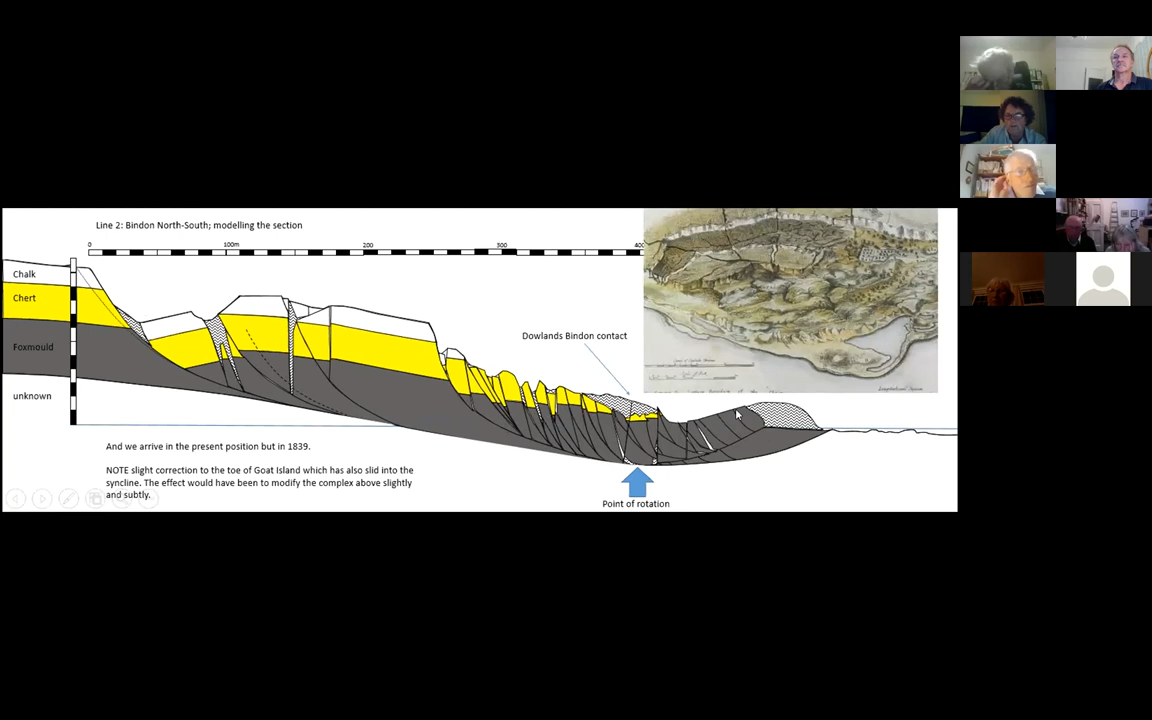 Line 2: Bindon North-South; modelling the section
0 100m 200 300 400
Chalk
Chert
Foxmould
unknown
Dowlands Bindon contact
And we arrive in the present position but in 1839.
NOTE slight correction to the toe of Goat Island which has also slid into the
syncline. The effect would have been to modify the complex above slightly
and subtly.
Point of rotation